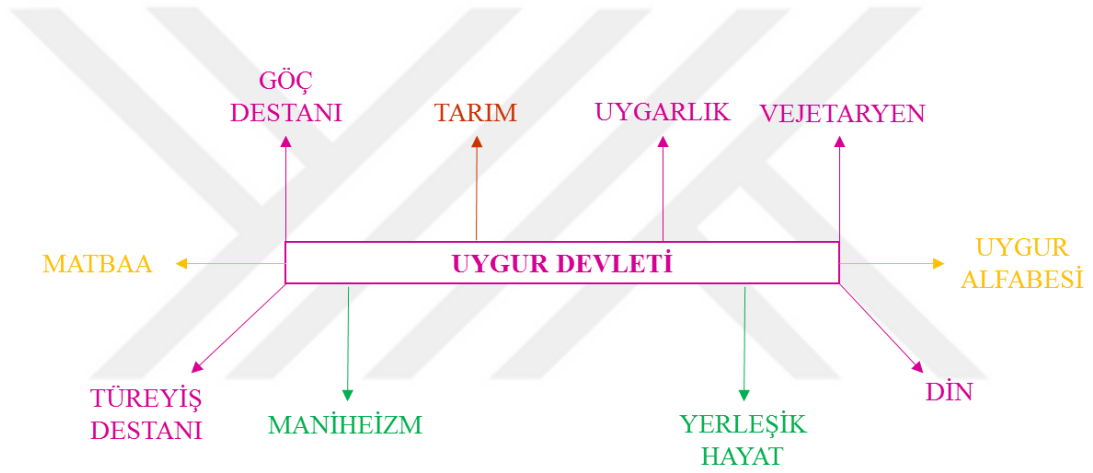 GÖÇ
DESTANI
TARIM
UYGARLIK
VEJETARYEN
MATBAA
UYGUR DEVLETİ
UYGUR
ALFABESİ
TÜREYİŞ
DESTANI
MANİHEİZM
YERLEŞİK
HAYAT
DİN